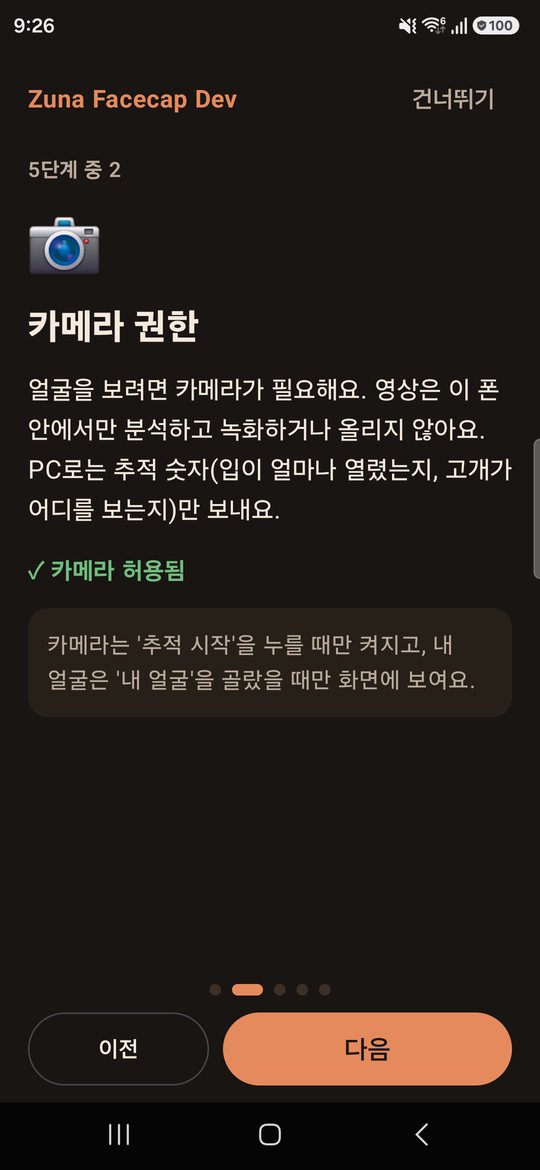 9:26
6
100
Zuna Facecap Dev
건너뛰기
5단계 중 2
카메라 권한
얼굴을 보려면 카메라가 필요해요. 영상은 이 폰
안에서만 분석하고 녹화하거나 올리지 않아요.
PC로는 추적 숫자(입이 얼마나 열렸는지, 고개가
어디를 보는지)만 보내요.
✓ 카메라 허용됨
카메라는 '추적 시작'을 누를 때만 켜지고, 내
얼굴은 '내 얼굴'을 골랐을 때만 화면에 보여요.
이전
다음